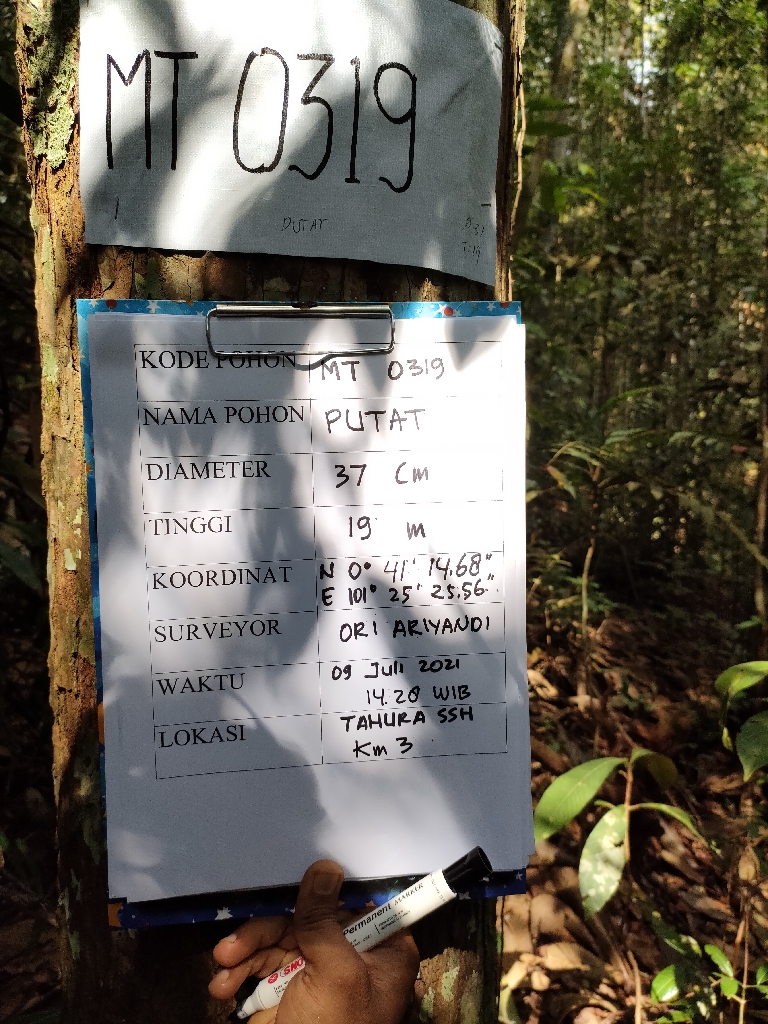 MT 0319
PUTAT
KODE POHON MT 0319
NAMA POHON PUTAT
DIAMETER 37 Cm
TINGGI 19 m
KOORDINAT N 0° 41' 14.68"
E 101° 25' 25.56"
SURVEYOR ORI ARIYANDI
WAKTU 09 Juli 2021
14.20 WIB
LOKASI TAHURA SSH
Km 3
Permanent MARKER